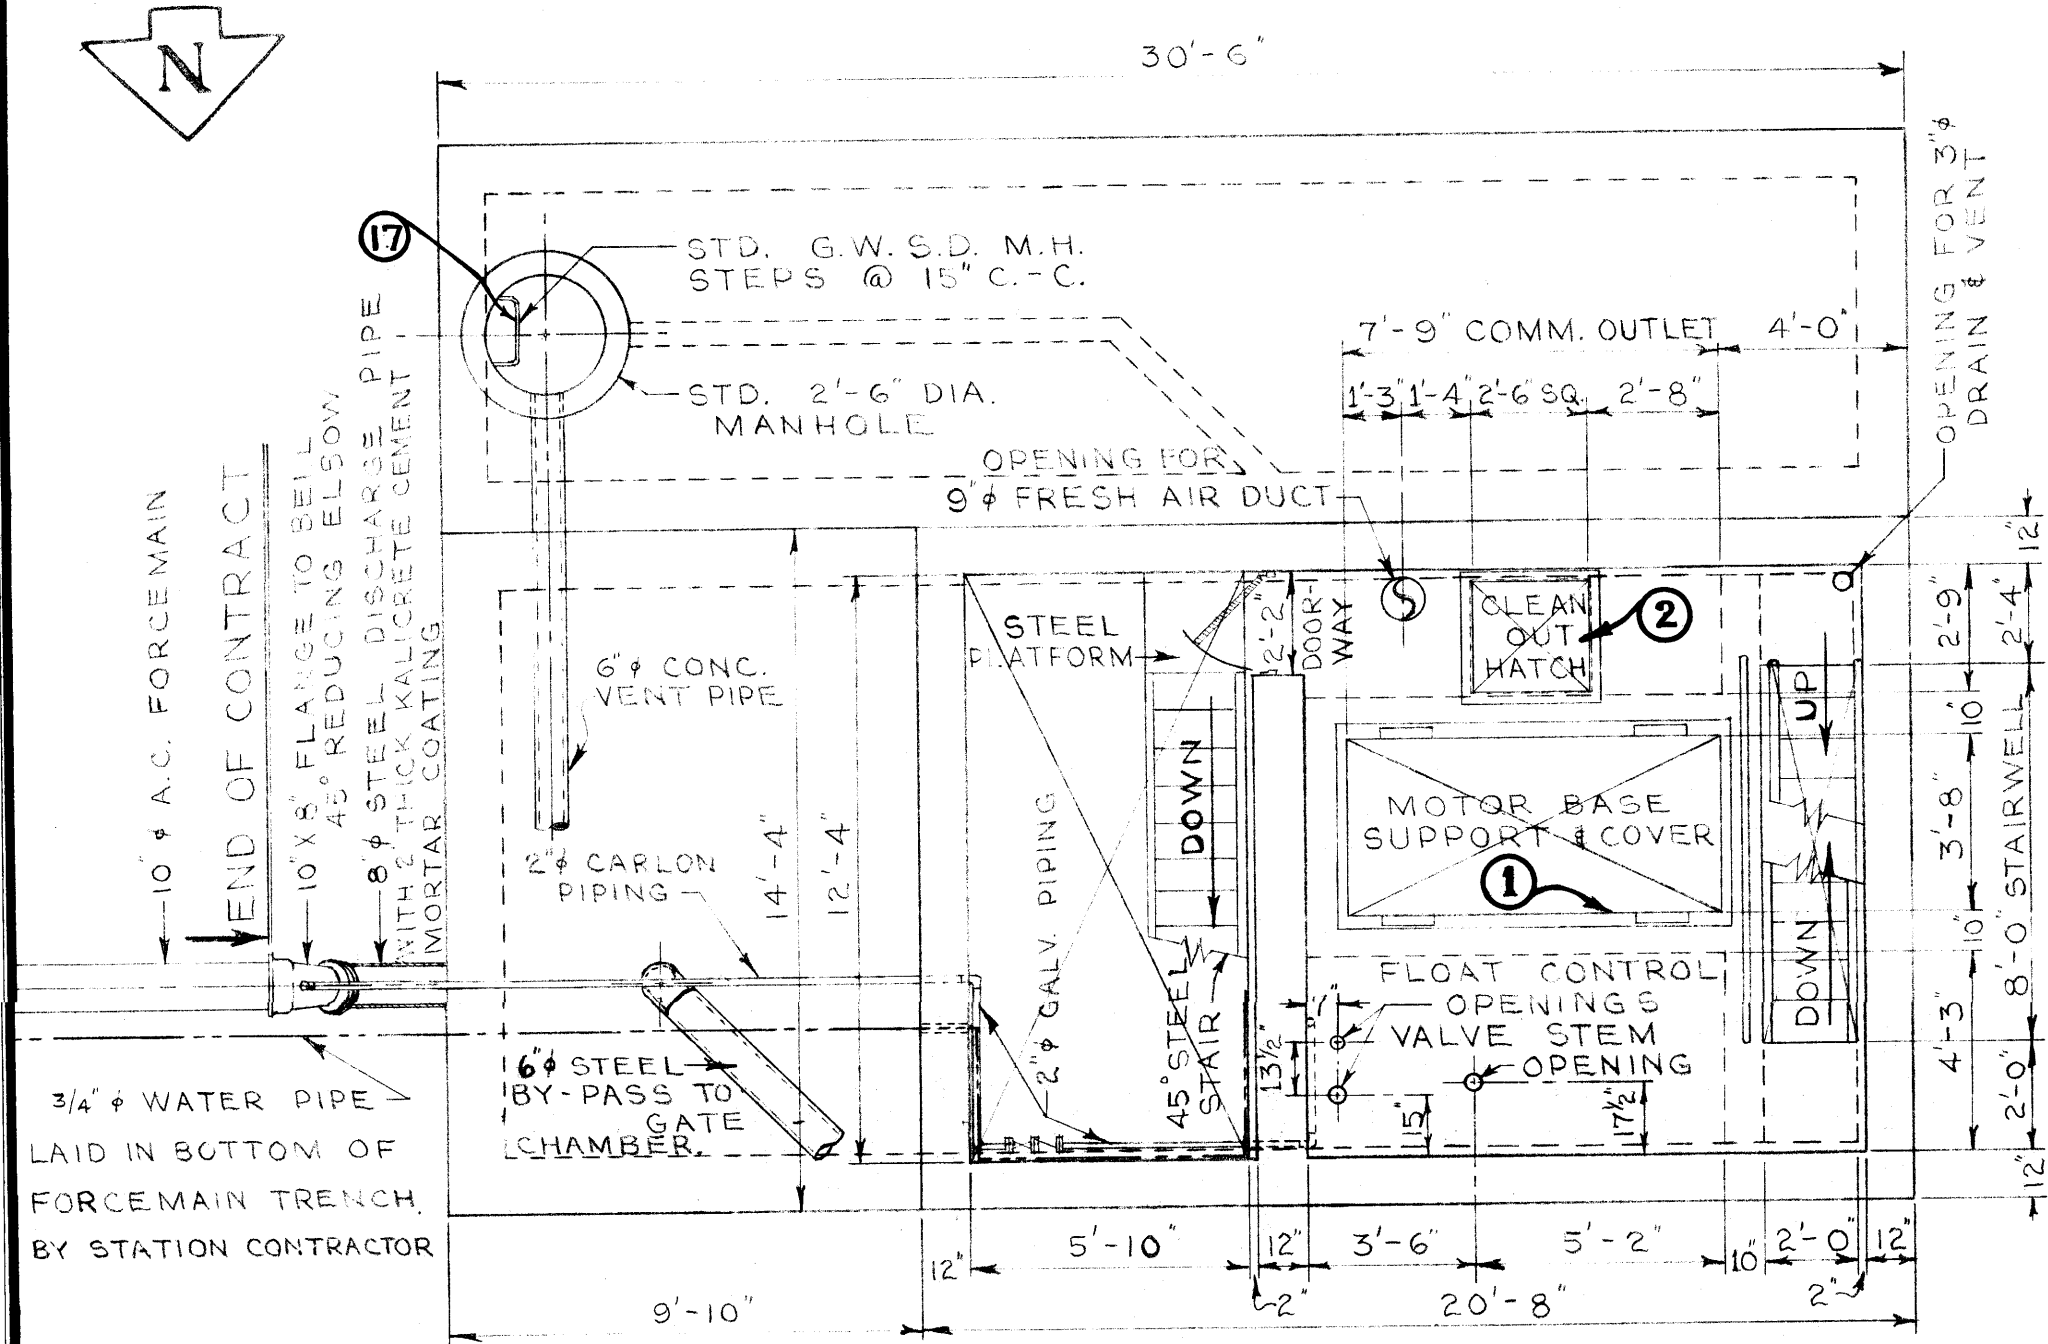 N
30'-6"
17
STD. G.W.S.D. M.H.
STEPS @ 15" C.-C.
STD. 2'-6" DIA.
MANHOLE
7'-9" COMM. OUTLET
4'-0"
1'-3"
1'-4"
2'-6" SQ.
2'-8"
OPENING FOR 3"φ
DRAIN & VENT
OPENING FOR
9"φ FRESH AIR DUCT
10"φ A.C. FORCEMAIN
END OF CONTRACT
10"X8" FLANGE TO BELL
45° REDUCING ELBOW
8"φ STEEL DISCHARGE PIPE
WITH 2" THICK KALICRETE CEMENT
MORTAR COATING
6"φ CONC.
VENT PIPE
2"φ CARLON
PIPING
14'-4"
12'-4"
STEEL
PLATFORM
2'-2"
DOOR-
WAY
CLEAN
OUT
HATCH
2
DOWN
UP
DOWN
MOTOR BASE
SUPPORT & COVER
1
2"φ GALV. PIPING
45° STEEL
STAIR
FLOAT CONTROL
OPENINGS
VALVE STEM
OPENING
7"
13½"
15"
17½"
6"φ STEEL
BY-PASS TO
GATE
CHAMBER.
3/4"φ WATER PIPE
LAID IN BOTTOM OF
FORCEMAIN TRENCH.
BY STATION CONTRACTOR
12"
2'-9"
2'-4"
10"
3'-8"
10"
8'-0" STAIRWELL
4'-3"
2'-0"
12"
12"
5'-10"
12"
3'-6"
5'-2"
10"
2'-0"
12"
2"
2"
9'-10"
20'-8"